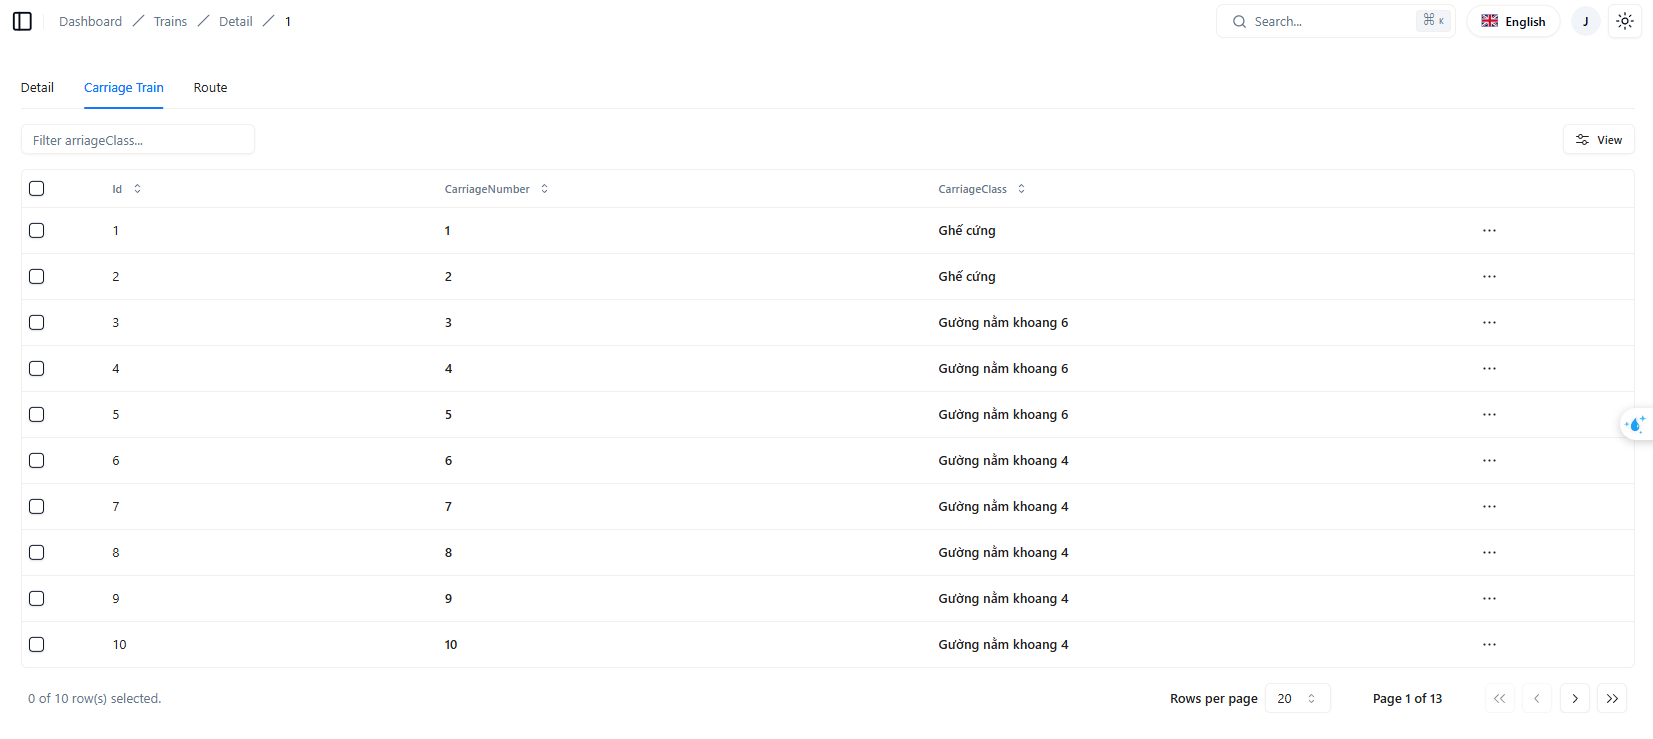 Dashboard / Trains / Detail / 1
Search... ⌘ K
English
J
Detail Carriage Train Route
Filter arriageClass...
View
Id CarriageNumber CarriageClass
1 1 Ghế cứng ...
2 2 Ghế cứng ...
3 3 Gường nằm khoang 6 ...
4 4 Gường nằm khoang 6 ...
5 5 Gường nằm khoang 6 ...
6 6 Gường nằm khoang 4 ...
7 7 Gường nằm khoang 4 ...
8 8 Gường nằm khoang 4 ...
9 9 Gường nằm khoang 4 ...
10 10 Gường nằm khoang 4 ...
0 of 10 row(s) selected. Rows per page 20 Page 1 of 13